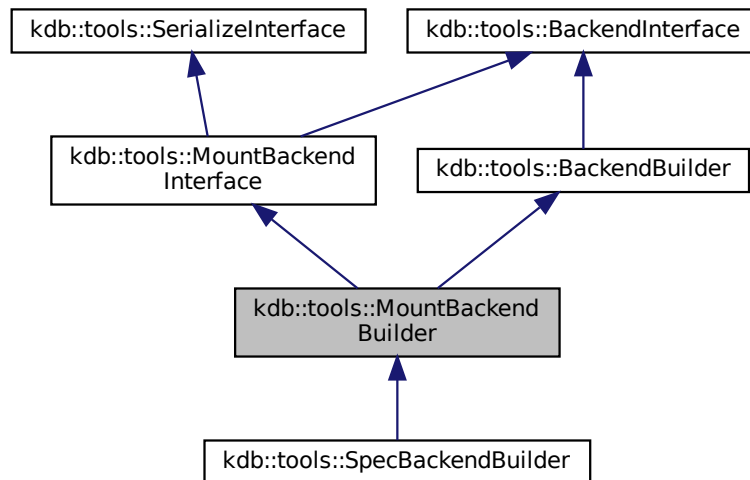 kdb::tools::SerializeInterface
kdb::tools::BackendInterface
kdb::tools::MountBackend
Interface
kdb::tools::BackendBuilder
kdb::tools::MountBackend
Builder
kdb::tools::SpecBackendBuilder